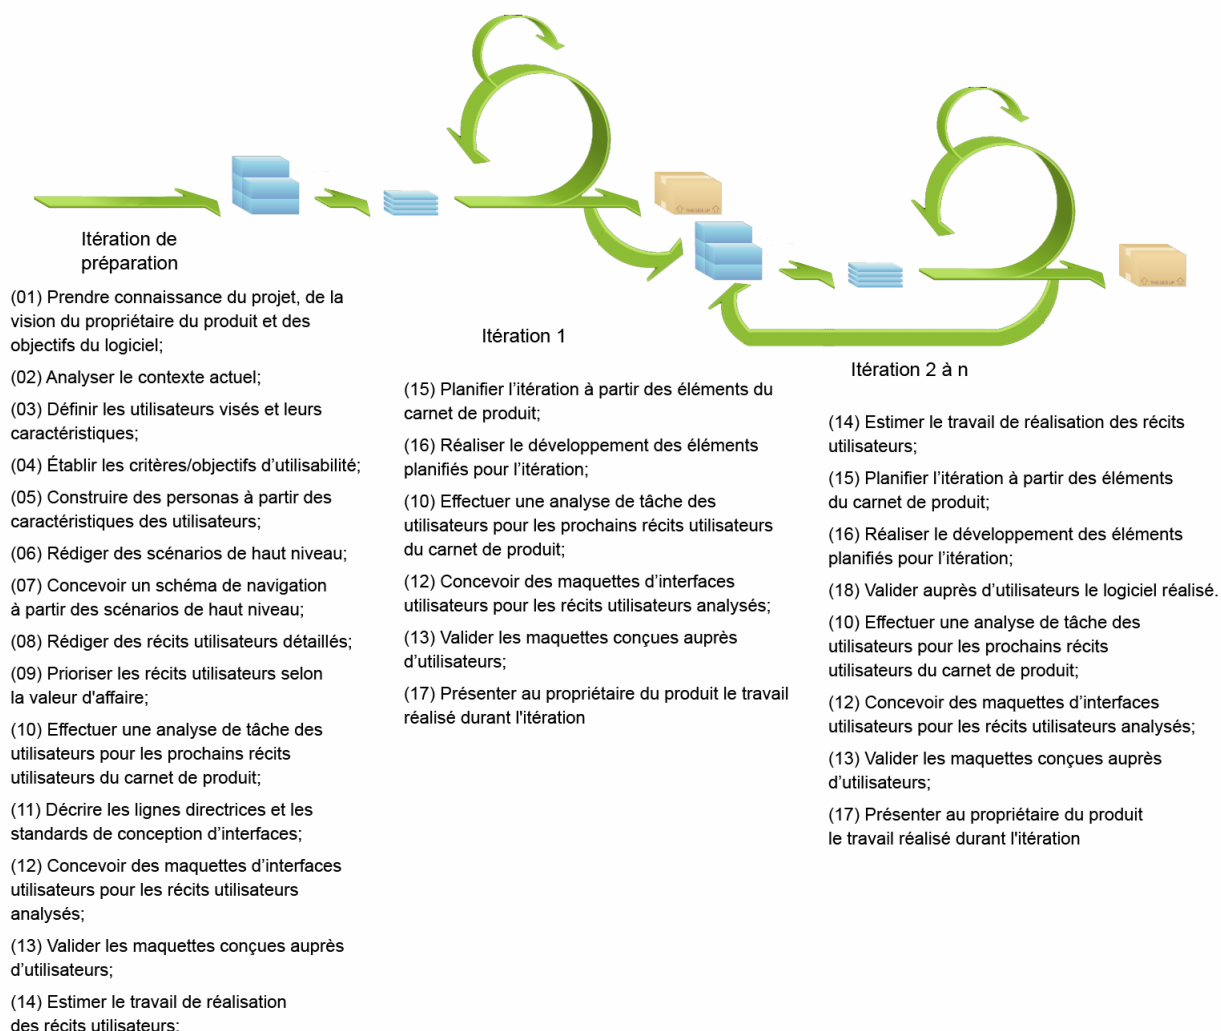 Itération de
préparation
(01) Prendre connaissance du projet, de la
vision du propriétaire du produit et des
objectifs du logiciel;
(02) Analyser le contexte actuel;
(03) Définir les utilisateurs visés et leurs
caractéristiques;
(04) Établir les critères/objectifs d’utilisabilité;
(05) Construire des personas à partir des
caractéristiques des utilisateurs;
(06) Rédiger des scénarios de haut niveau;
(07) Concevoir un schéma de navigation
à partir des scénarios de haut niveau;
(08) Rédiger des récits utilisateurs détaillés;
(09) Prioriser les récits utilisateurs selon
la valeur d'affaire;
(10) Effectuer une analyse de tâche des
utilisateurs pour les prochains récits
utilisateurs du carnet de produit;
(11) Décrire les lignes directrices et les
standards de conception d’interfaces;
(12) Concevoir des maquettes d’interfaces
utilisateurs pour les récits utilisateurs
analysés;
(13) Valider les maquettes conçues auprès
d’utilisateurs;
(14) Estimer le travail de réalisation
des récits utilisateurs;
Itération 1
(15) Planifier l’itération à partir des éléments du
carnet de produit;
(16) Réaliser le développement des éléments
planifiés pour l’itération;
(10) Effectuer une analyse de tâche des
utilisateurs pour les prochains récits utilisateurs
du carnet de produit;
(12) Concevoir des maquettes d’interfaces
utilisateurs pour les récits utilisateurs analysés;
(13) Valider les maquettes conçues auprès
d’utilisateurs;
(17) Présenter au propriétaire du produit le travail
réalisé durant l'itération
Itération 2 à n
(14) Estimer le travail de réalisation des récits
utilisateurs;
(15) Planifier l’itération à partir des éléments
du carnet de produit;
(16) Réaliser le développement des éléments
planifiés pour l’itération;
(18) Valider auprès d’utilisateurs le logiciel réalisé.
(10) Effectuer une analyse de tâche des
utilisateurs pour les prochains récits
utilisateurs du carnet de produit;
(12) Concevoir des maquettes d’interfaces
utilisateurs pour les récits utilisateurs analysés;
(13) Valider les maquettes conçues auprès
d’utilisateurs;
(17) Présenter au propriétaire du produit
le travail réalisé durant l'itération